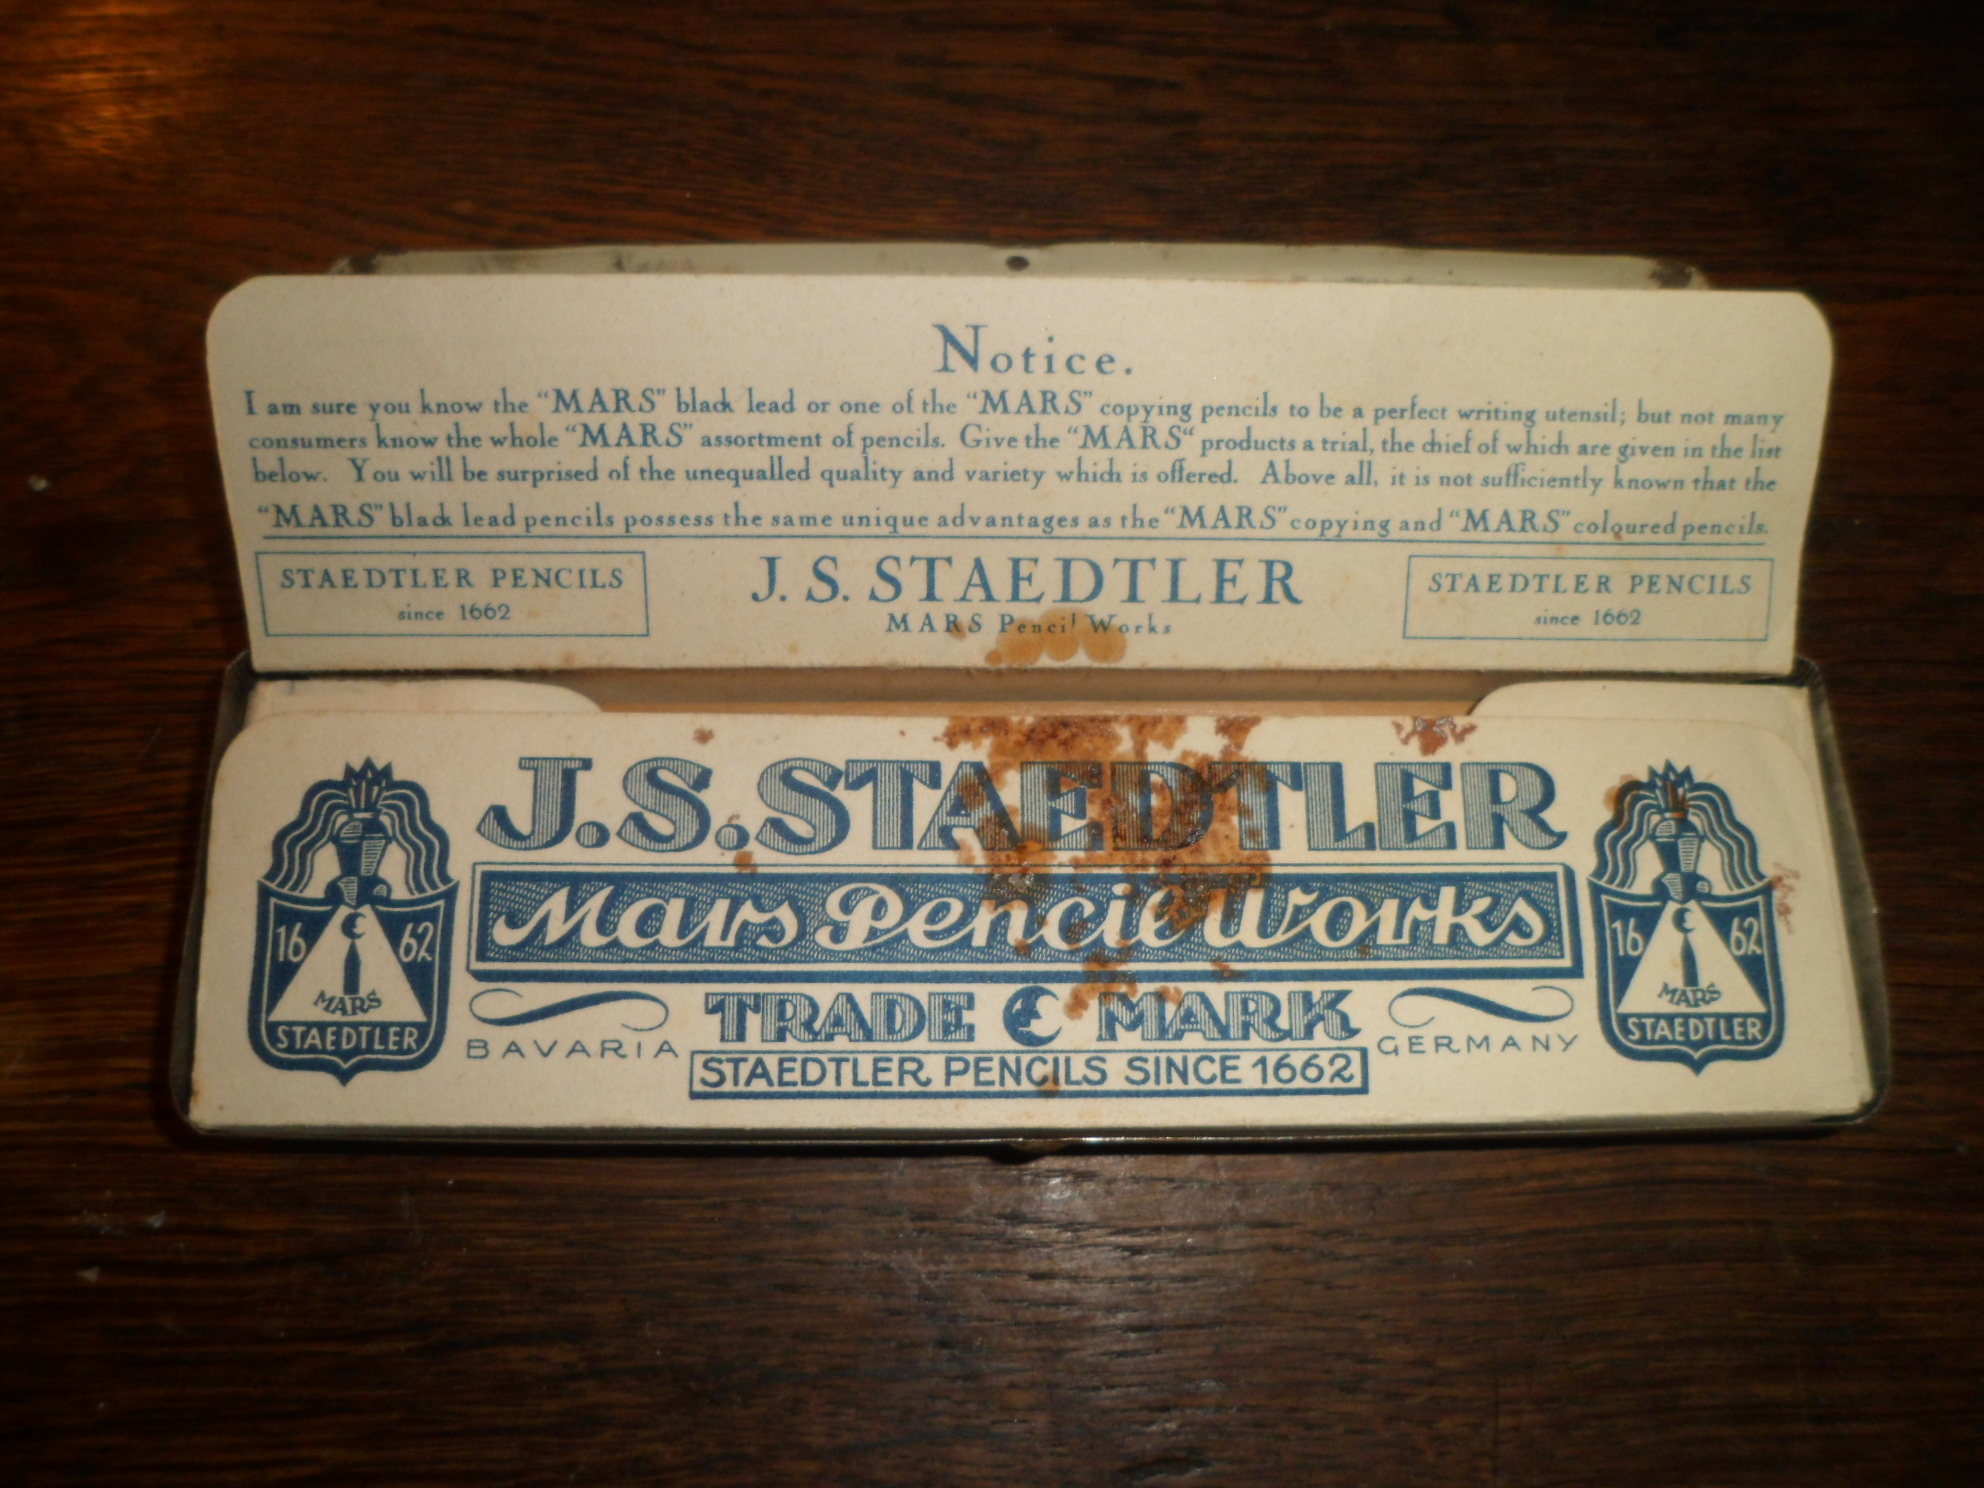 Notice.
I am sure you know the “MARS” black lead or one of the “MARS” copying pencils to be a perfect writing utensil; but not many
consumers know the whole “MARS” assortment of pencils. Give the “MARS“ products a trial, the chief of which are given in the list
below. You will be surprised of the unequalled quality and variety which is offered. Above all, it is not sufficiently known that the
“MARS” black lead pencils possess the same unique advantages as the “MARS” copying and “MARS” coloured pencils.
STAEDTLER PENCILS
since 1662
J. S. STAEDTLER
MARS Pencil Works
STAEDTLER PENCILS
since 1662
J.S.STAEDTLER
Mars Pencil Works
TRADE MARK
BAVARIA
GERMANY
STAEDTLER PENCILS SINCE 1662
16 62
MARS
STAEDTLER
16 62
MARS
STAEDTLER